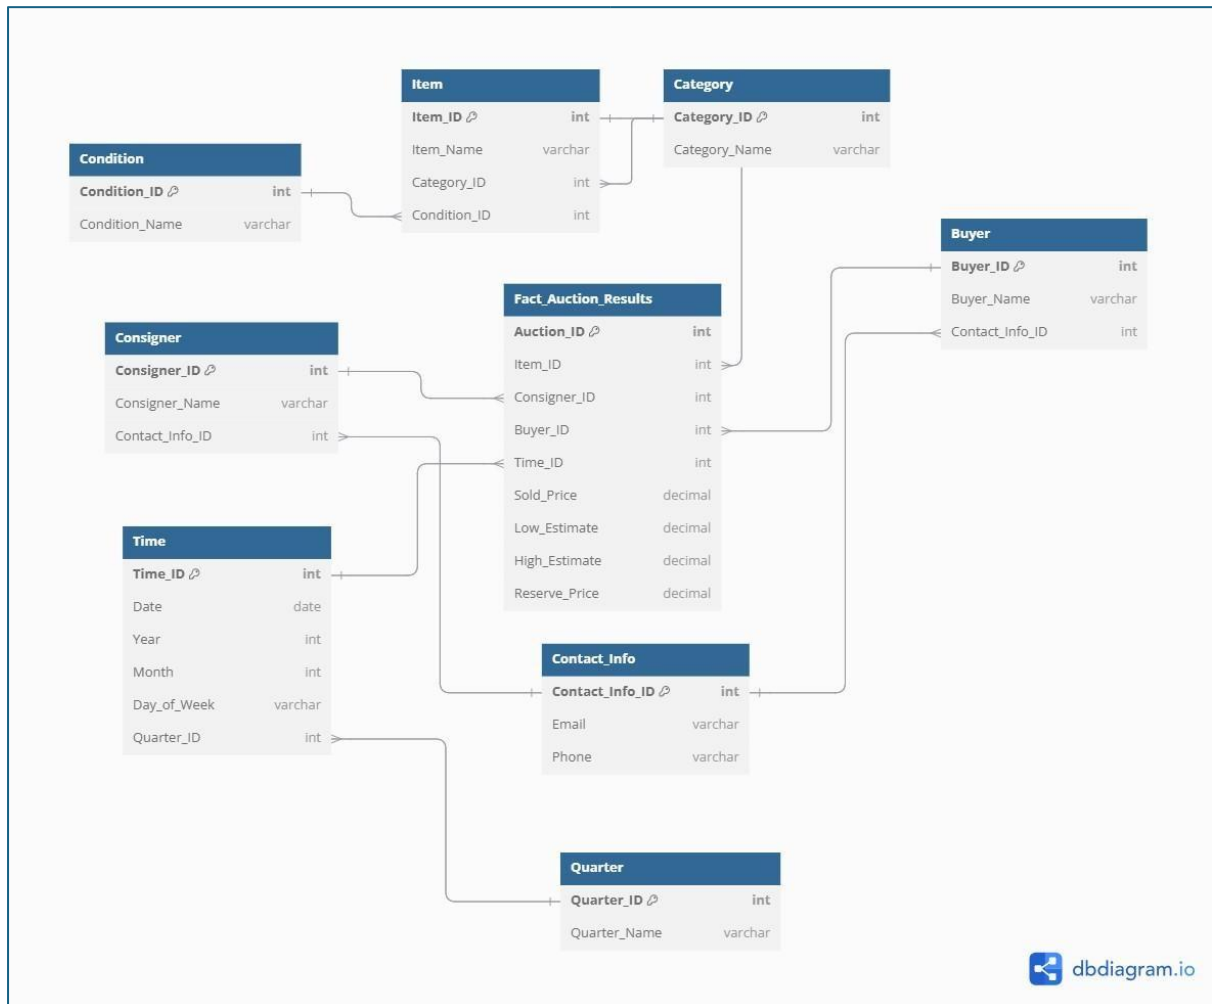 Item
Item_ID int
Item_Name varchar
Category_ID int
Condition_ID int
Category
Category_ID int
Category_Name varchar
Condition
Condition_ID int
Condition_Name varchar
Buyer
Buyer_ID int
Buyer_Name varchar
Contact_Info_ID int
Fact_Auction_Results
Auction_ID int
Item_ID int
Consigner_ID int
Buyer_ID int
Time_ID int
Sold_Price decimal
Low_Estimate decimal
High_Estimate decimal
Reserve_Price decimal
Consigner
Consigner_ID int
Consigner_Name varchar
Contact_Info_ID int
Time
Time_ID int
Date date
Year int
Month int
Day_of_Week varchar
Quarter_ID int
Contact_Info
Contact_Info_ID int
Email varchar
Phone varchar
Quarter
Quarter_ID int
Quarter_Name varchar
dbdiagram.io